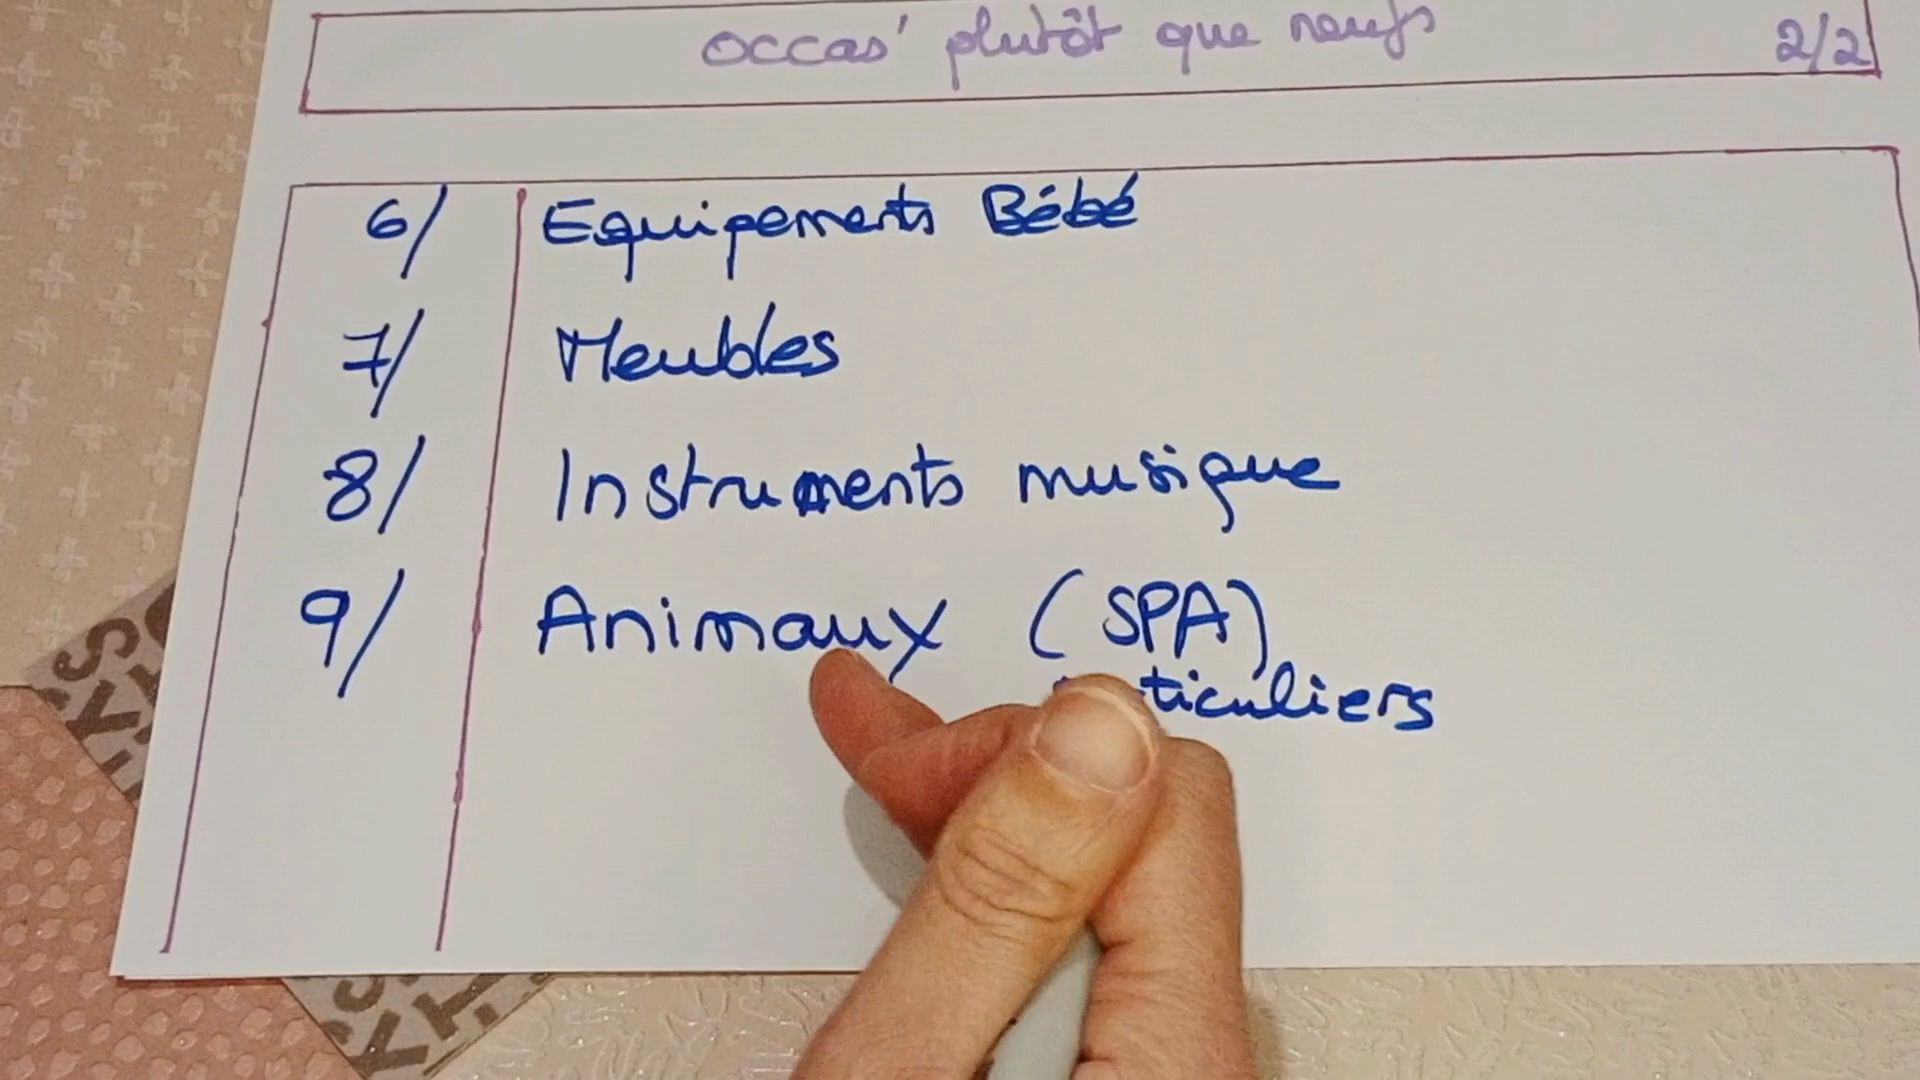 occas' plutôt que neufs 2/2
6/ Equipements Bébé
7/ Meubles
8/ Instruments musique
9/ Animaux (SPA)